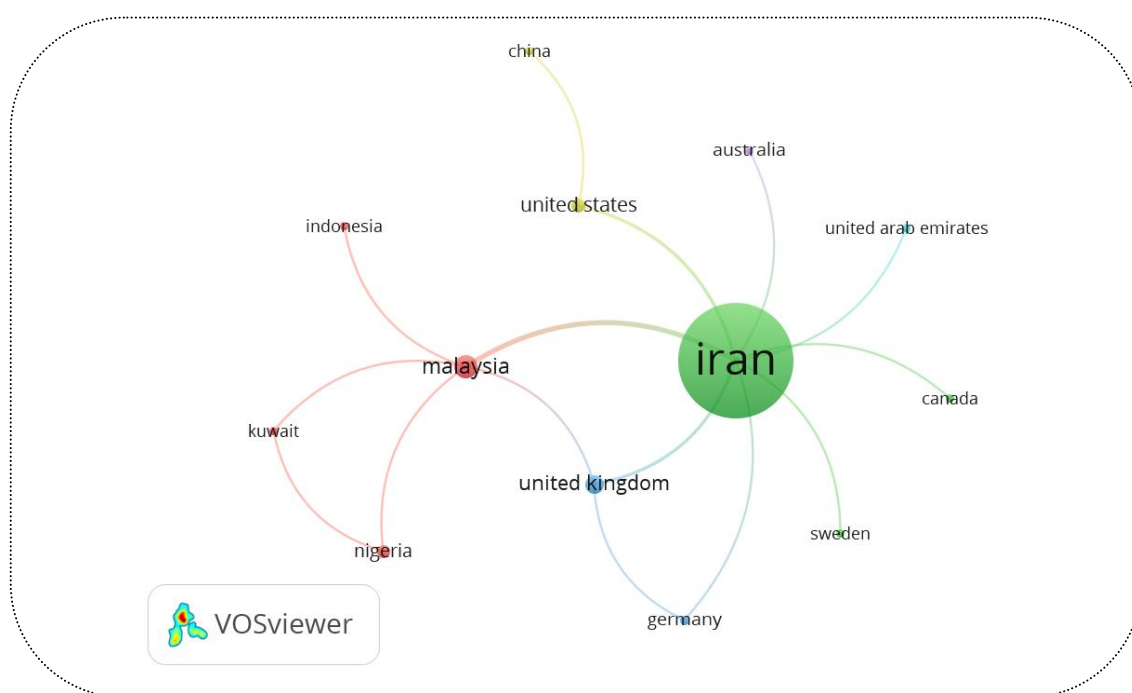 china
australia
united states
indonesia
united arab emirates
iran
malaysia
canada
kuwait
united kingdom
sweden
nigeria
germany
VOSviewer